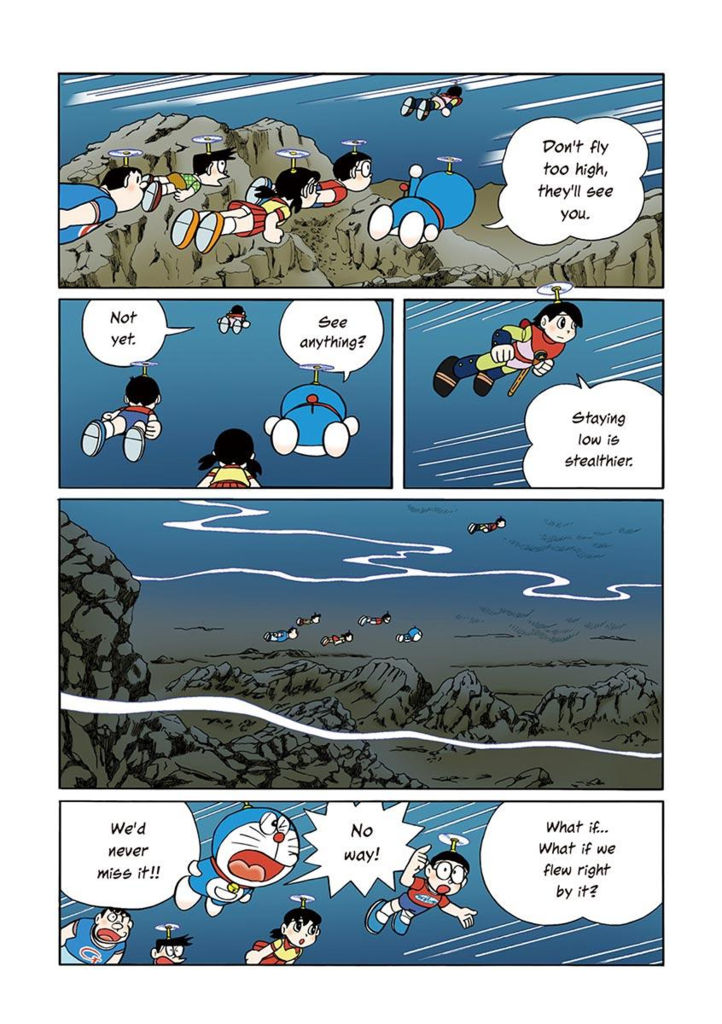 Don't fly
too high,
they'll see
you.
Staying
low is
stealthier.
See
anything?
Not
yet.
What if...
What if we
flew right
by it?
No
way!
We'd
never
miss it!!